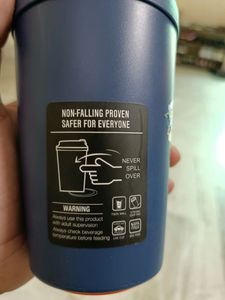 NON-FALLING PROVEN
SAFER FOR EVERYONE
NEVER
SPILL
OVER
WARNING
Always use this product
with adult supervision
Always check beverage
temperature before feeding